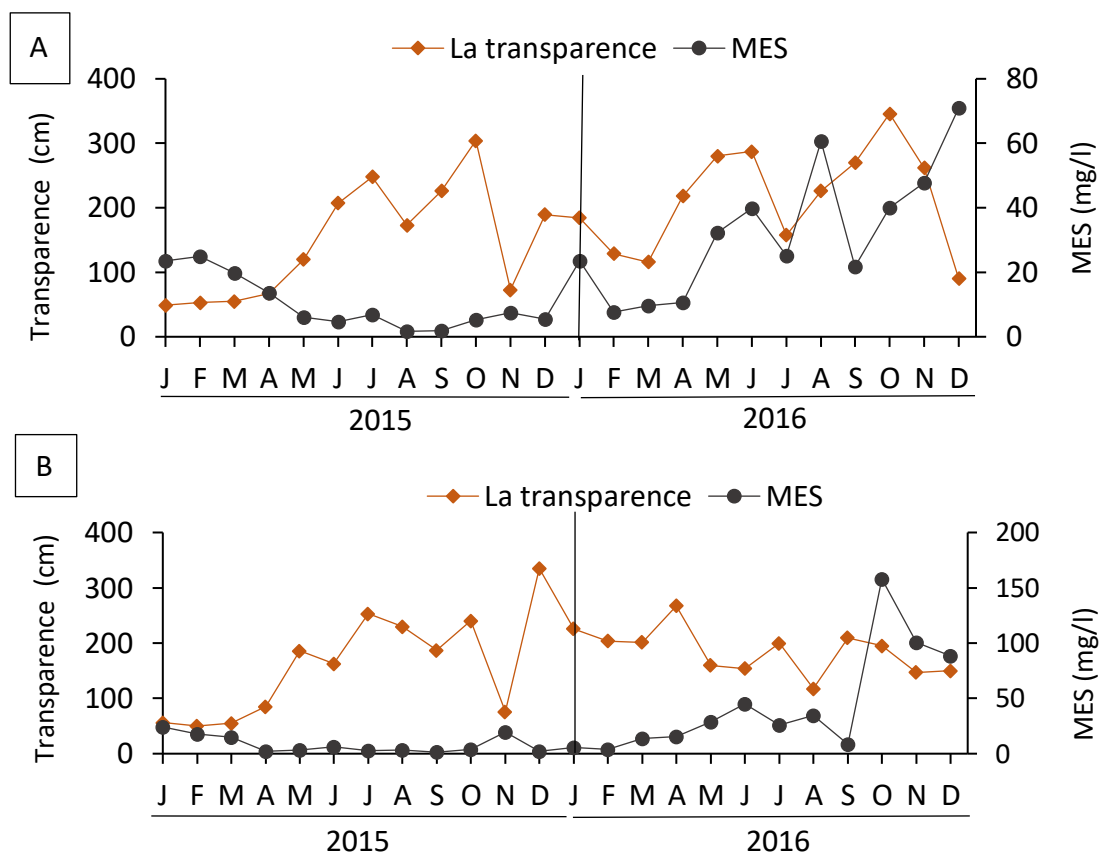 A
La transparence MES
400
300
200
100
0
Transparence (cm)
80
60
40
20
0
MES (mg/l)
J F M A M J J A S O N D J F M A M J J A S O N D
2015 2016
B
La transparence MES
400
300
200
100
0
Transparence (cm)
200
150
100
50
0
MES (mg/l)
J F M A M J J A S O N D J F M A M J J A S O N D
2015 2016